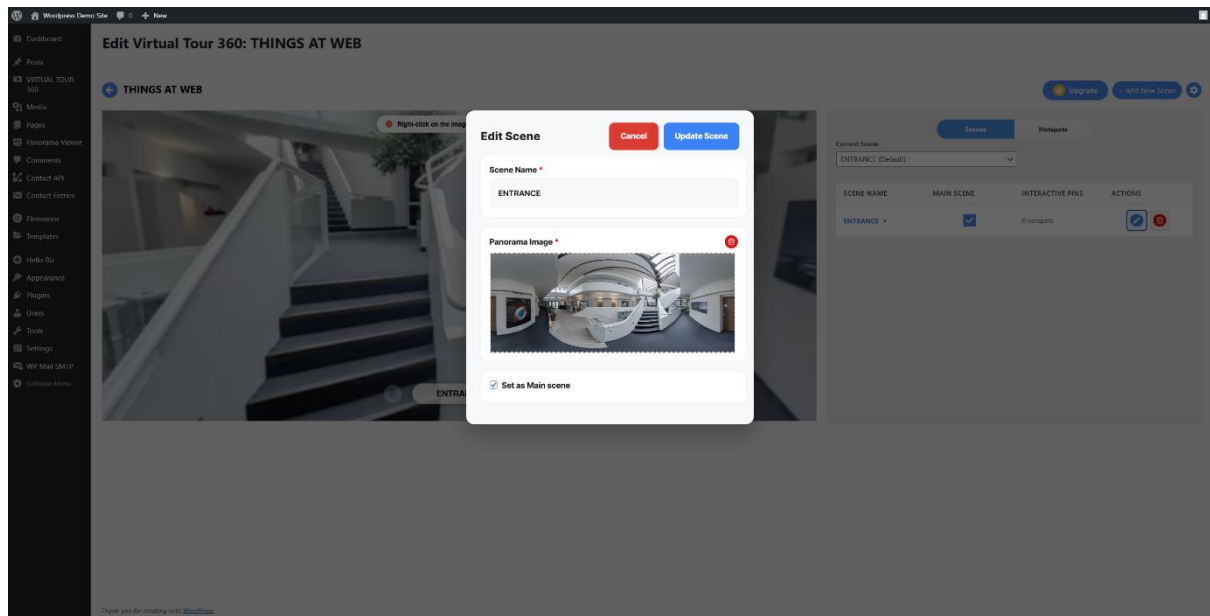 Wordpress Demo Site 0 + New
Dashboard
Posts
VIRTUAL TOUR
360
Media
Pages
Panorama Viewer
Comments
Contact API
Contact Entries
Elementor
Templates
Hello Biz
Appearance
Plugins
Users
Tools
Settings
WP Mail SMTP
Collapse Menu
Edit Virtual Tour 360: THINGS AT WEB
THINGS AT WEB
Upgrade
+ Add New Scene
Right-click on the imag
ENTRA
Edit Scene
Cancel
Update Scene
Scene Name *
ENTRANCE
Panorama Image *
Set as Main scene
Scenes
Hotspots
Current Scene
ENTRANCE (Default)
SCENE NAME MAIN SCENE INTERACTIVE PINS ACTIONS
ENTRANCE 0 hotspots
Thank you for creating with WordPress